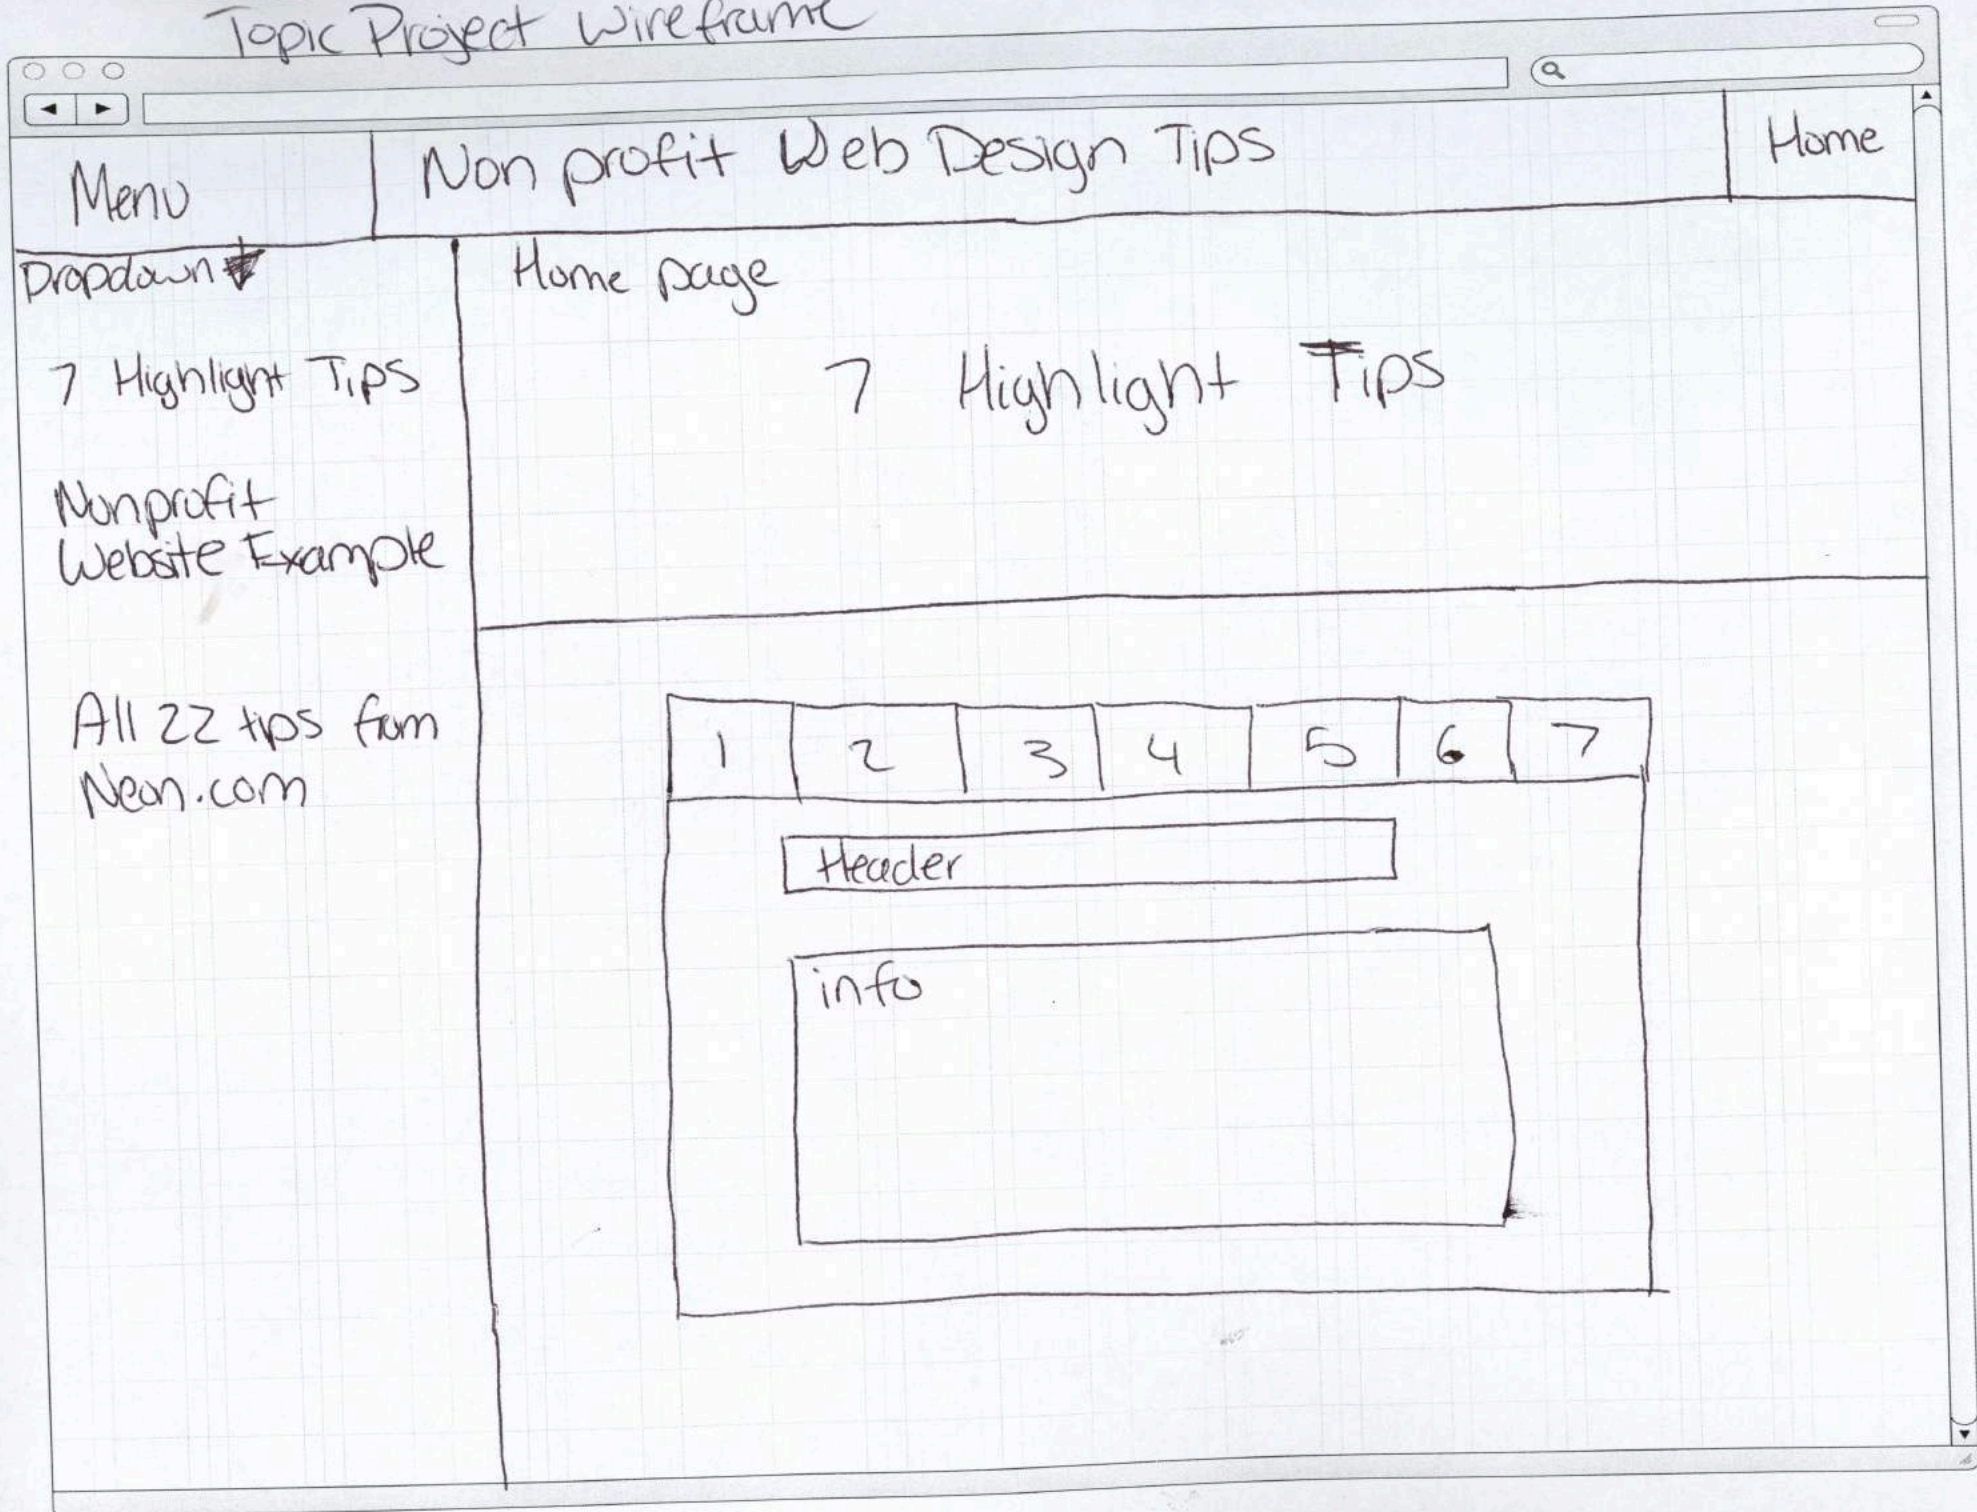 Topic Project Wireframe
Menu
Non profit Web Design Tips
Home
Dropdown
7 Highlight Tips
Nonprofit
Website Example
All 22 tips from
Neon.com
Home page
7 Highlight Tips
1 2 3 4 5 6 7
Header
info